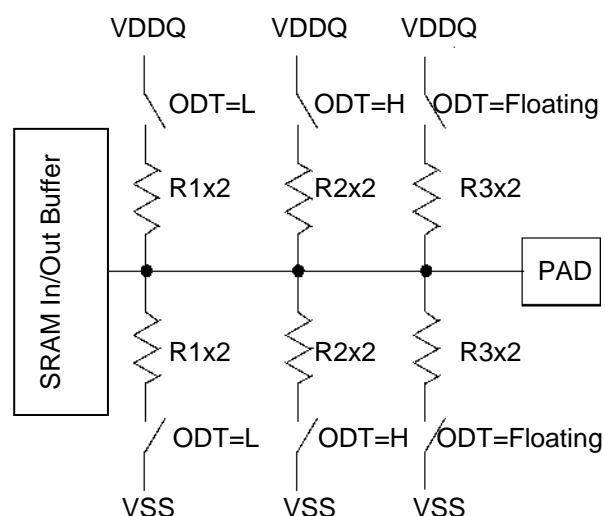 VDDQ VDDQ VDDQ
ODT=L ODT=H ODT=Floating
R1x2 R2x2 R3x2
SRAM In/Out Buffer
PAD
R1x2 R2x2 R3x2
ODT=L ODT=H ODT=Floating
VSS VSS VSS